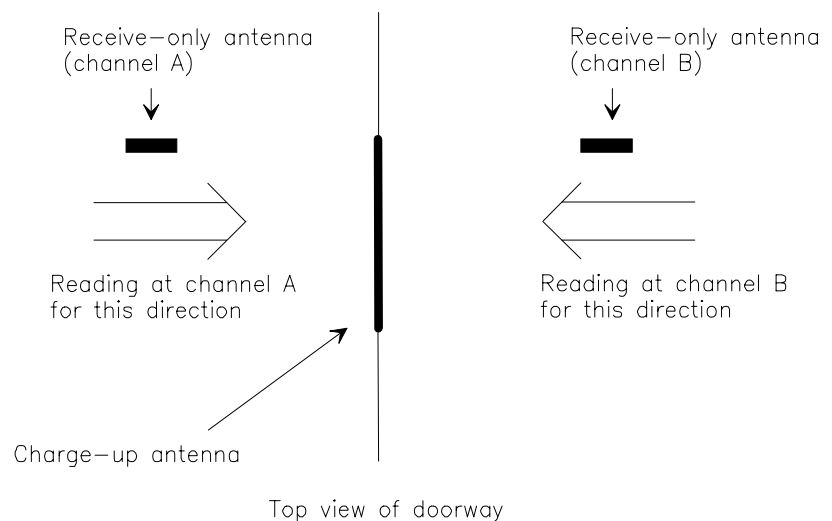 Receive-only antenna
(channel A)
Receive-only antenna
(channel B)
Reading at channel A
for this direction
Reading at channel B
for this direction
Charge-up antenna
Top view of doorway